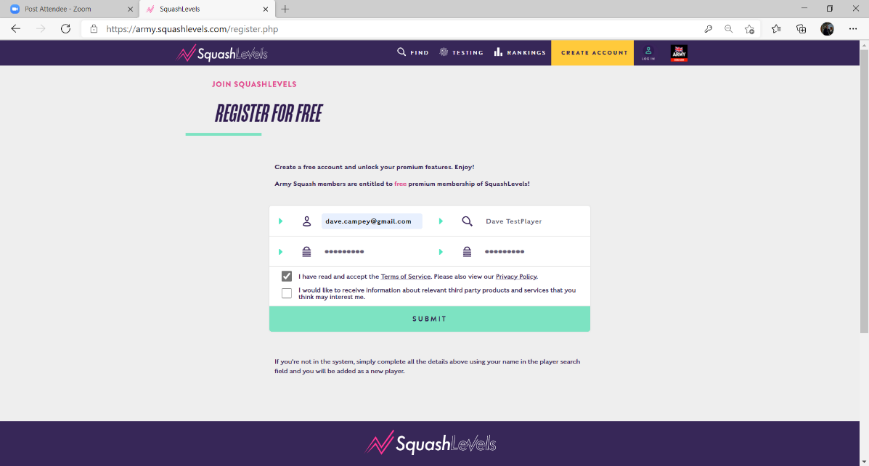 Post Attendee - Zoom
SquashLevels
https://army.squashlevels.com/register.php
SquashLevels
FIND
TESTING
RANKINGS
CREATE ACCOUNT
LOG IN
ARMY
JOIN SQUASHLEVELS
REGISTER FOR FREE
Create a free account and unlock your premium features. Enjoy!
Army Squash members are entitled to free premium membership of SquashLevels!
dave.campey@gmail.com
Dave TestPlayer
I have read and accept the Terms of Service. Please also view our Privacy Policy.
I would like to receive information about relevant third party products and services that you
think may interest me.
SUBMIT
If you're not in the system, simply complete all the details above using your name in the player search
field and you will be added as a new player.
SquashLevels